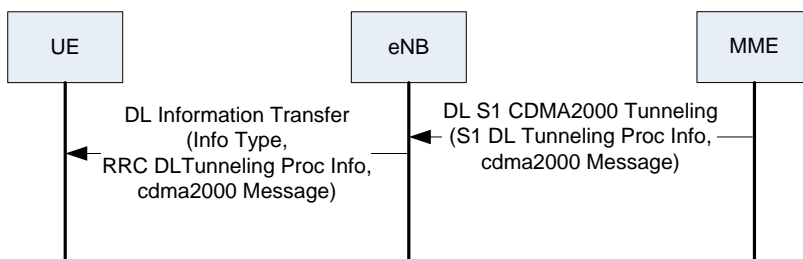 UE
eNB
MME
DL Information Transfer
(Info Type,
RRC DLTunneling Proc Info,
cdma2000 Message)
DL S1 CDMA2000 Tunneling
(S1 DL Tunneling Proc Info,
cdma2000 Message)